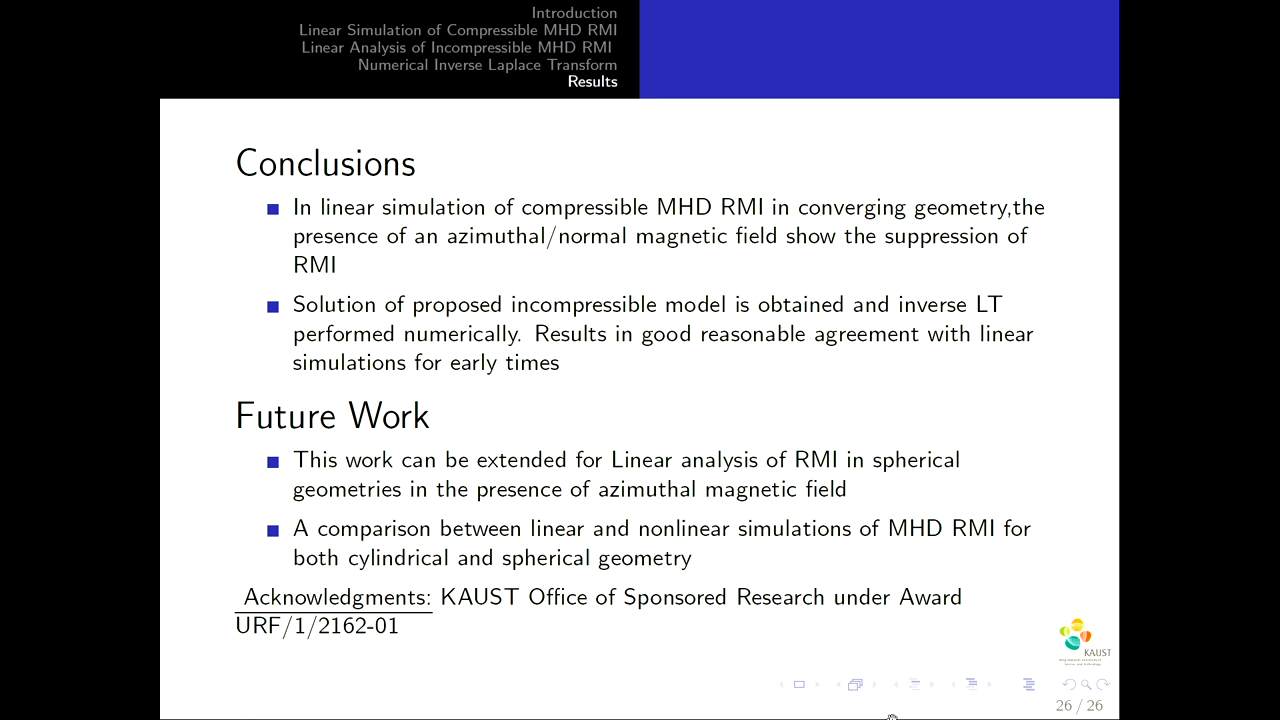 Introduction
Linear Simulation of Compressible MHD RMI
Linear Analysis of Incompressible MHD RMI
Numerical Inverse Laplace Transform
Results
Conclusions
In linear simulation of compressible MHD RMI in converging geometry,the
presence of an azimuthal/normal magnetic field show the suppression of
RMI
Solution of proposed incompressible model is obtained and inverse LT
performed numerically. Results in good reasonable agreement with linear
simulations for early times
Future Work
This work can be extended for Linear analysis of RMI in spherical
geometries in the presence of azimuthal magnetic field
A comparison between linear and nonlinear simulations of MHD RMI for
both cylindrical and spherical geometry
Acknowledgments: KAUST Office of Sponsored Research under Award
URF/1/2162-01
KAUST
26 / 26